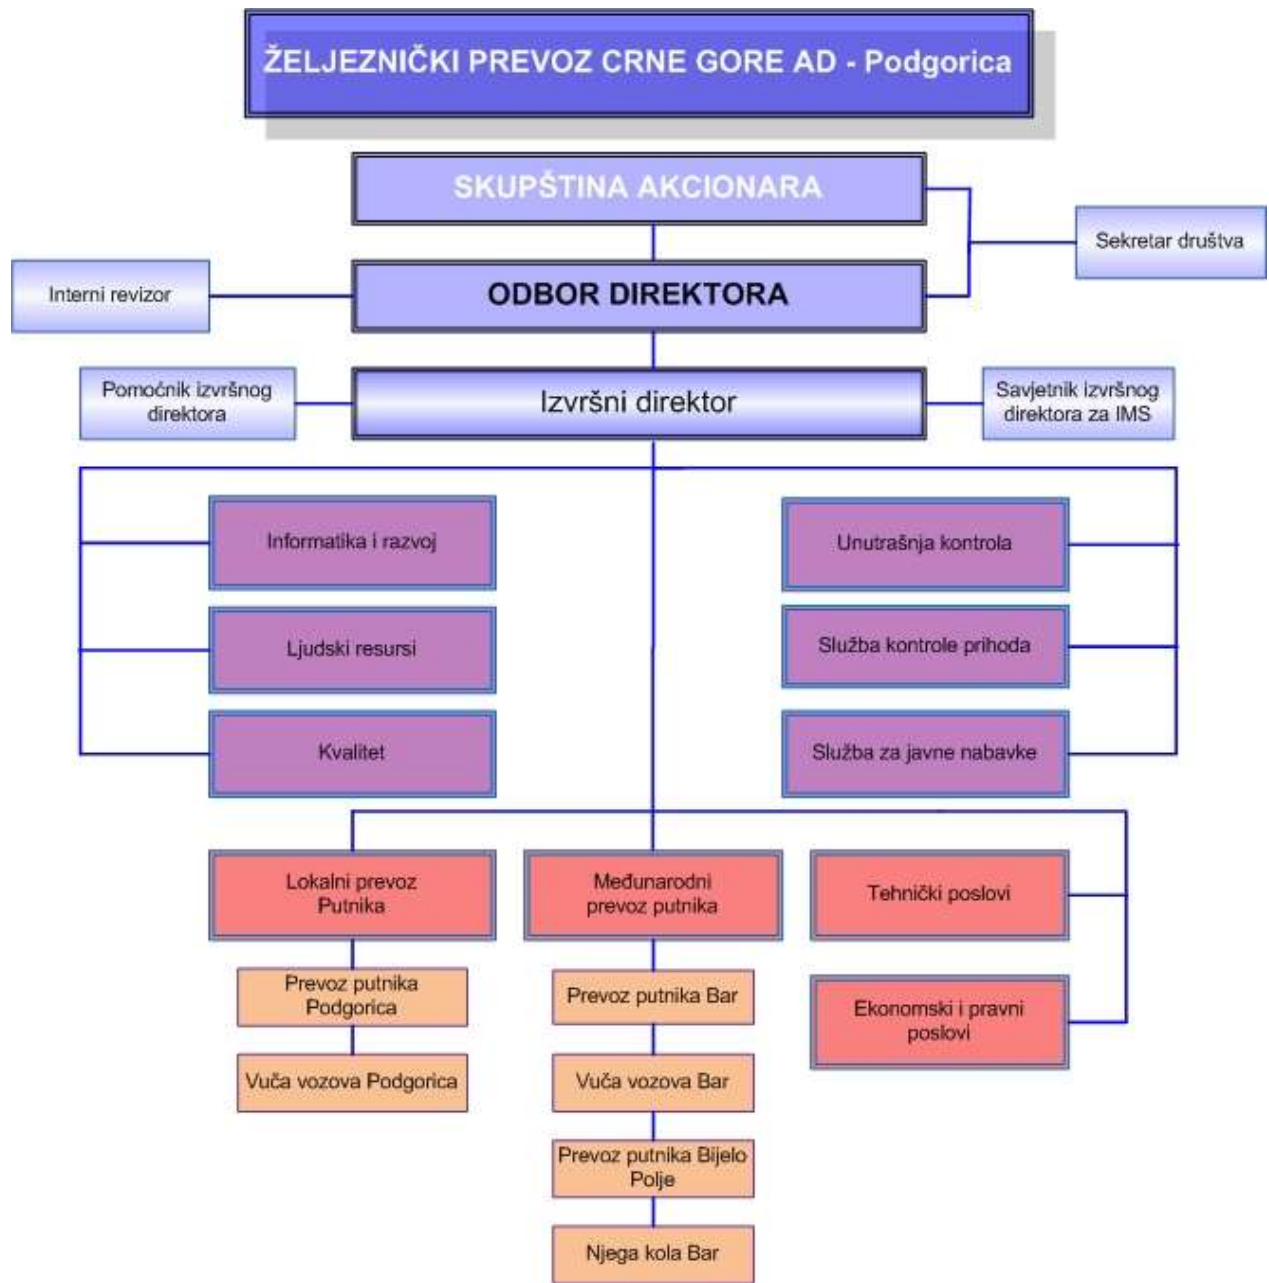 ŽELJEZNIČKI PREVOZ CRNE GORE AD - Podgorica
SKUPŠTINA AKCIONARA
Sekretar društva
Interni revizor
ODBOR DIREKTORA
Pomoćnik izvršnog
direktora
Izvršni direktor
Savjetnik izvršnog
direktora za IMS
Informatika i razvoj
Unutrašnja kontrola
Ljudski resursi
Služba kontrole prihoda
Kvalitet
Služba za javne nabavke
Lokalni prevoz
Putnika
Međunarodni
prevoz putnika
Tehnički poslovi
Prevoz putnika
Podgorica
Prevoz putnika Bar
Ekonomski i pravni
poslovi
Vuča vozova Podgorica
Vuča vozova Bar
Prevoz putnika Bijelo
Polje
Njega kola Bar